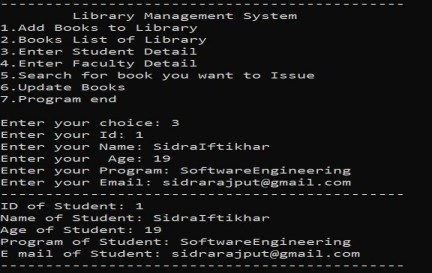 Library Management System
1.Add Books to Library
2.Books List of Library
3.Enter Student Detail
4.Enter Faculty Detail
5.Search for book you want to Issue
6.Update Books
7.Program end
Enter your choice: 3
Enter your Id: 1
Enter your Name: SidraIftikhar
Enter your  Age: 19
Enter your Program: SoftwareEngineering
Enter your Email: sidrarajput@gmail.com
ID of Student: 1
Name of Student: SidraIftikhar
Age of Student: 19
Program of Student: SoftwareEngineering
E mail of Student: sidrarajput@gmail.com